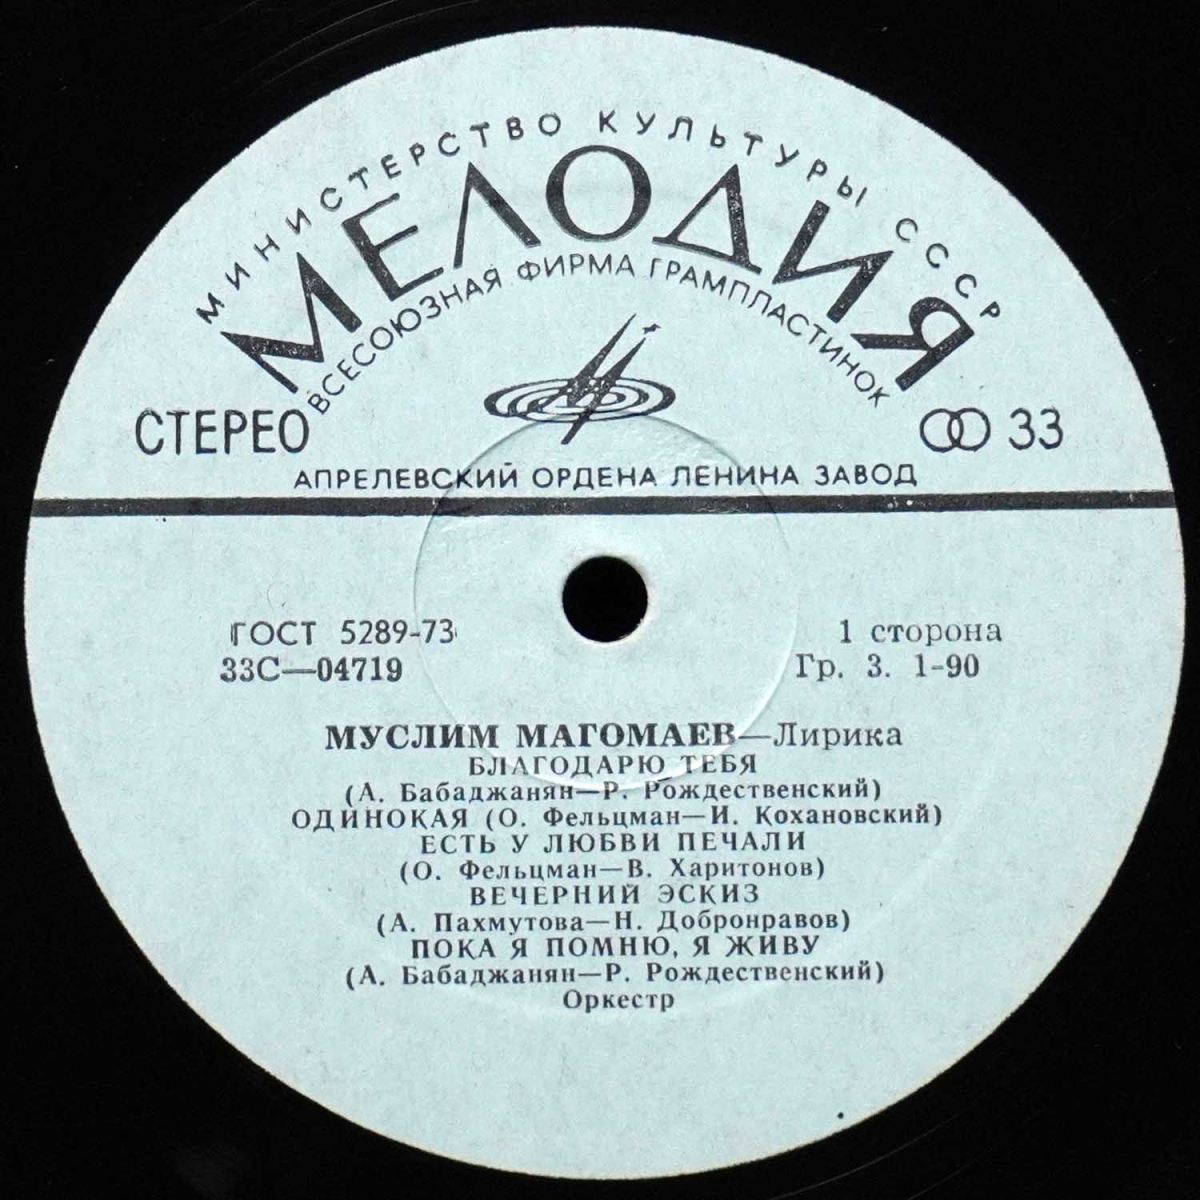 МИНИСТЕРСТВО КУЛЬТУРЫ СССР
МЕЛОДИЯ
ВСЕСОЮЗНАЯ ФИРМА ГРАМПЛАСТИНОК
СТЕРЕО
33
АПРЕЛЕВСКИЙ ОРДЕНА ЛЕНИНА ЗАВОД
ГОСТ 5289-73
1 сторона
33С—04719
Гр. 3. 1-90
МУСЛИМ МАГОМАЕВ—Лирика
БЛАГОДАРЮ ТЕБЯ
(А. Бабаджанян—Р. Рождественский)
ОДИНОКАЯ (О. Фельцман—И. Кохановский)
ЕСТЬ У ЛЮБВИ ПЕЧАЛИ
(О. Фельцман—В. Харитонов)
ВЕЧЕРНИЙ ЭСКИЗ
(А. Пахмутова—Н. Добронравов)
ПОКА Я ПОМНЮ, Я ЖИВУ
(А. Бабаджанян—Р. Рождественский)
Оркестр